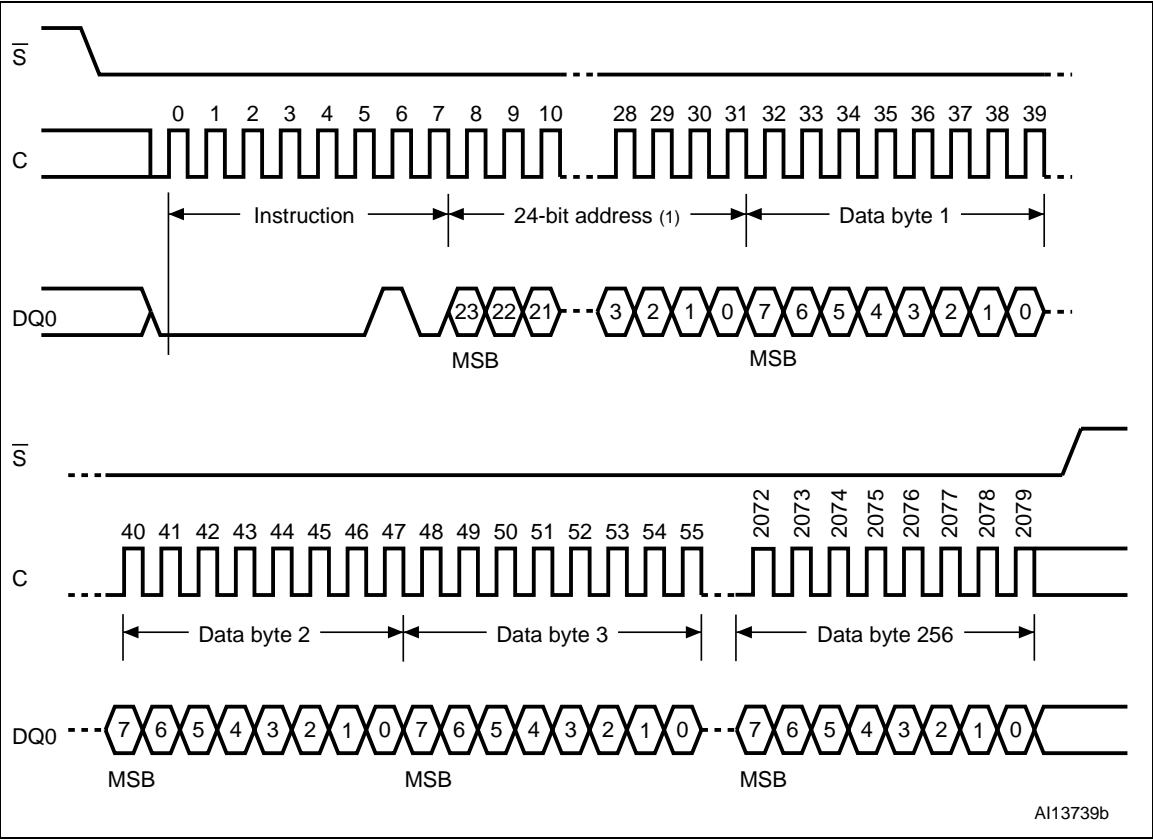 S
0 1 2 3 4 5 6 7 8 9 10 28 29 30 31 32 33 34 35 36 37 38 39
C
Instruction 24-bit address (1) Data byte 1
DQ0 23 22 21 3 2 1 0 7 6 5 4 3 2 1 0
MSB MSB
S
40 41 42 43 44 45 46 47 48 49 50 51 52 53 54 55 2072 2073 2074 2075 2076 2077 2078 2079
C
Data byte 2 Data byte 3 Data byte 256
DQ0 7 6 5 4 3 2 1 0 7 6 5 4 3 2 1 0 7 6 5 4 3 2 1 0
MSB MSB MSB
AI13739b